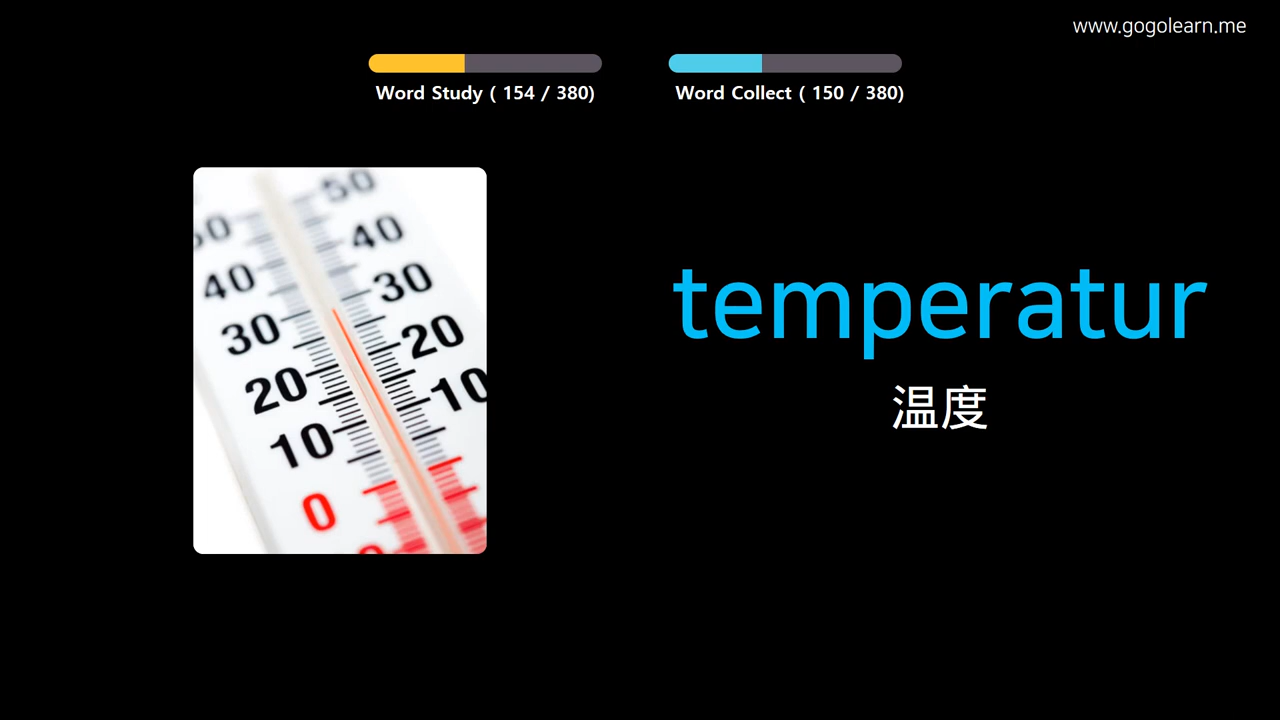 www.gogolearn.me
Word Study ( 154 / 380)
Word Collect ( 150 / 380)
50
50
40
40
30
30
20
20
10
10
0
temperatur
温度